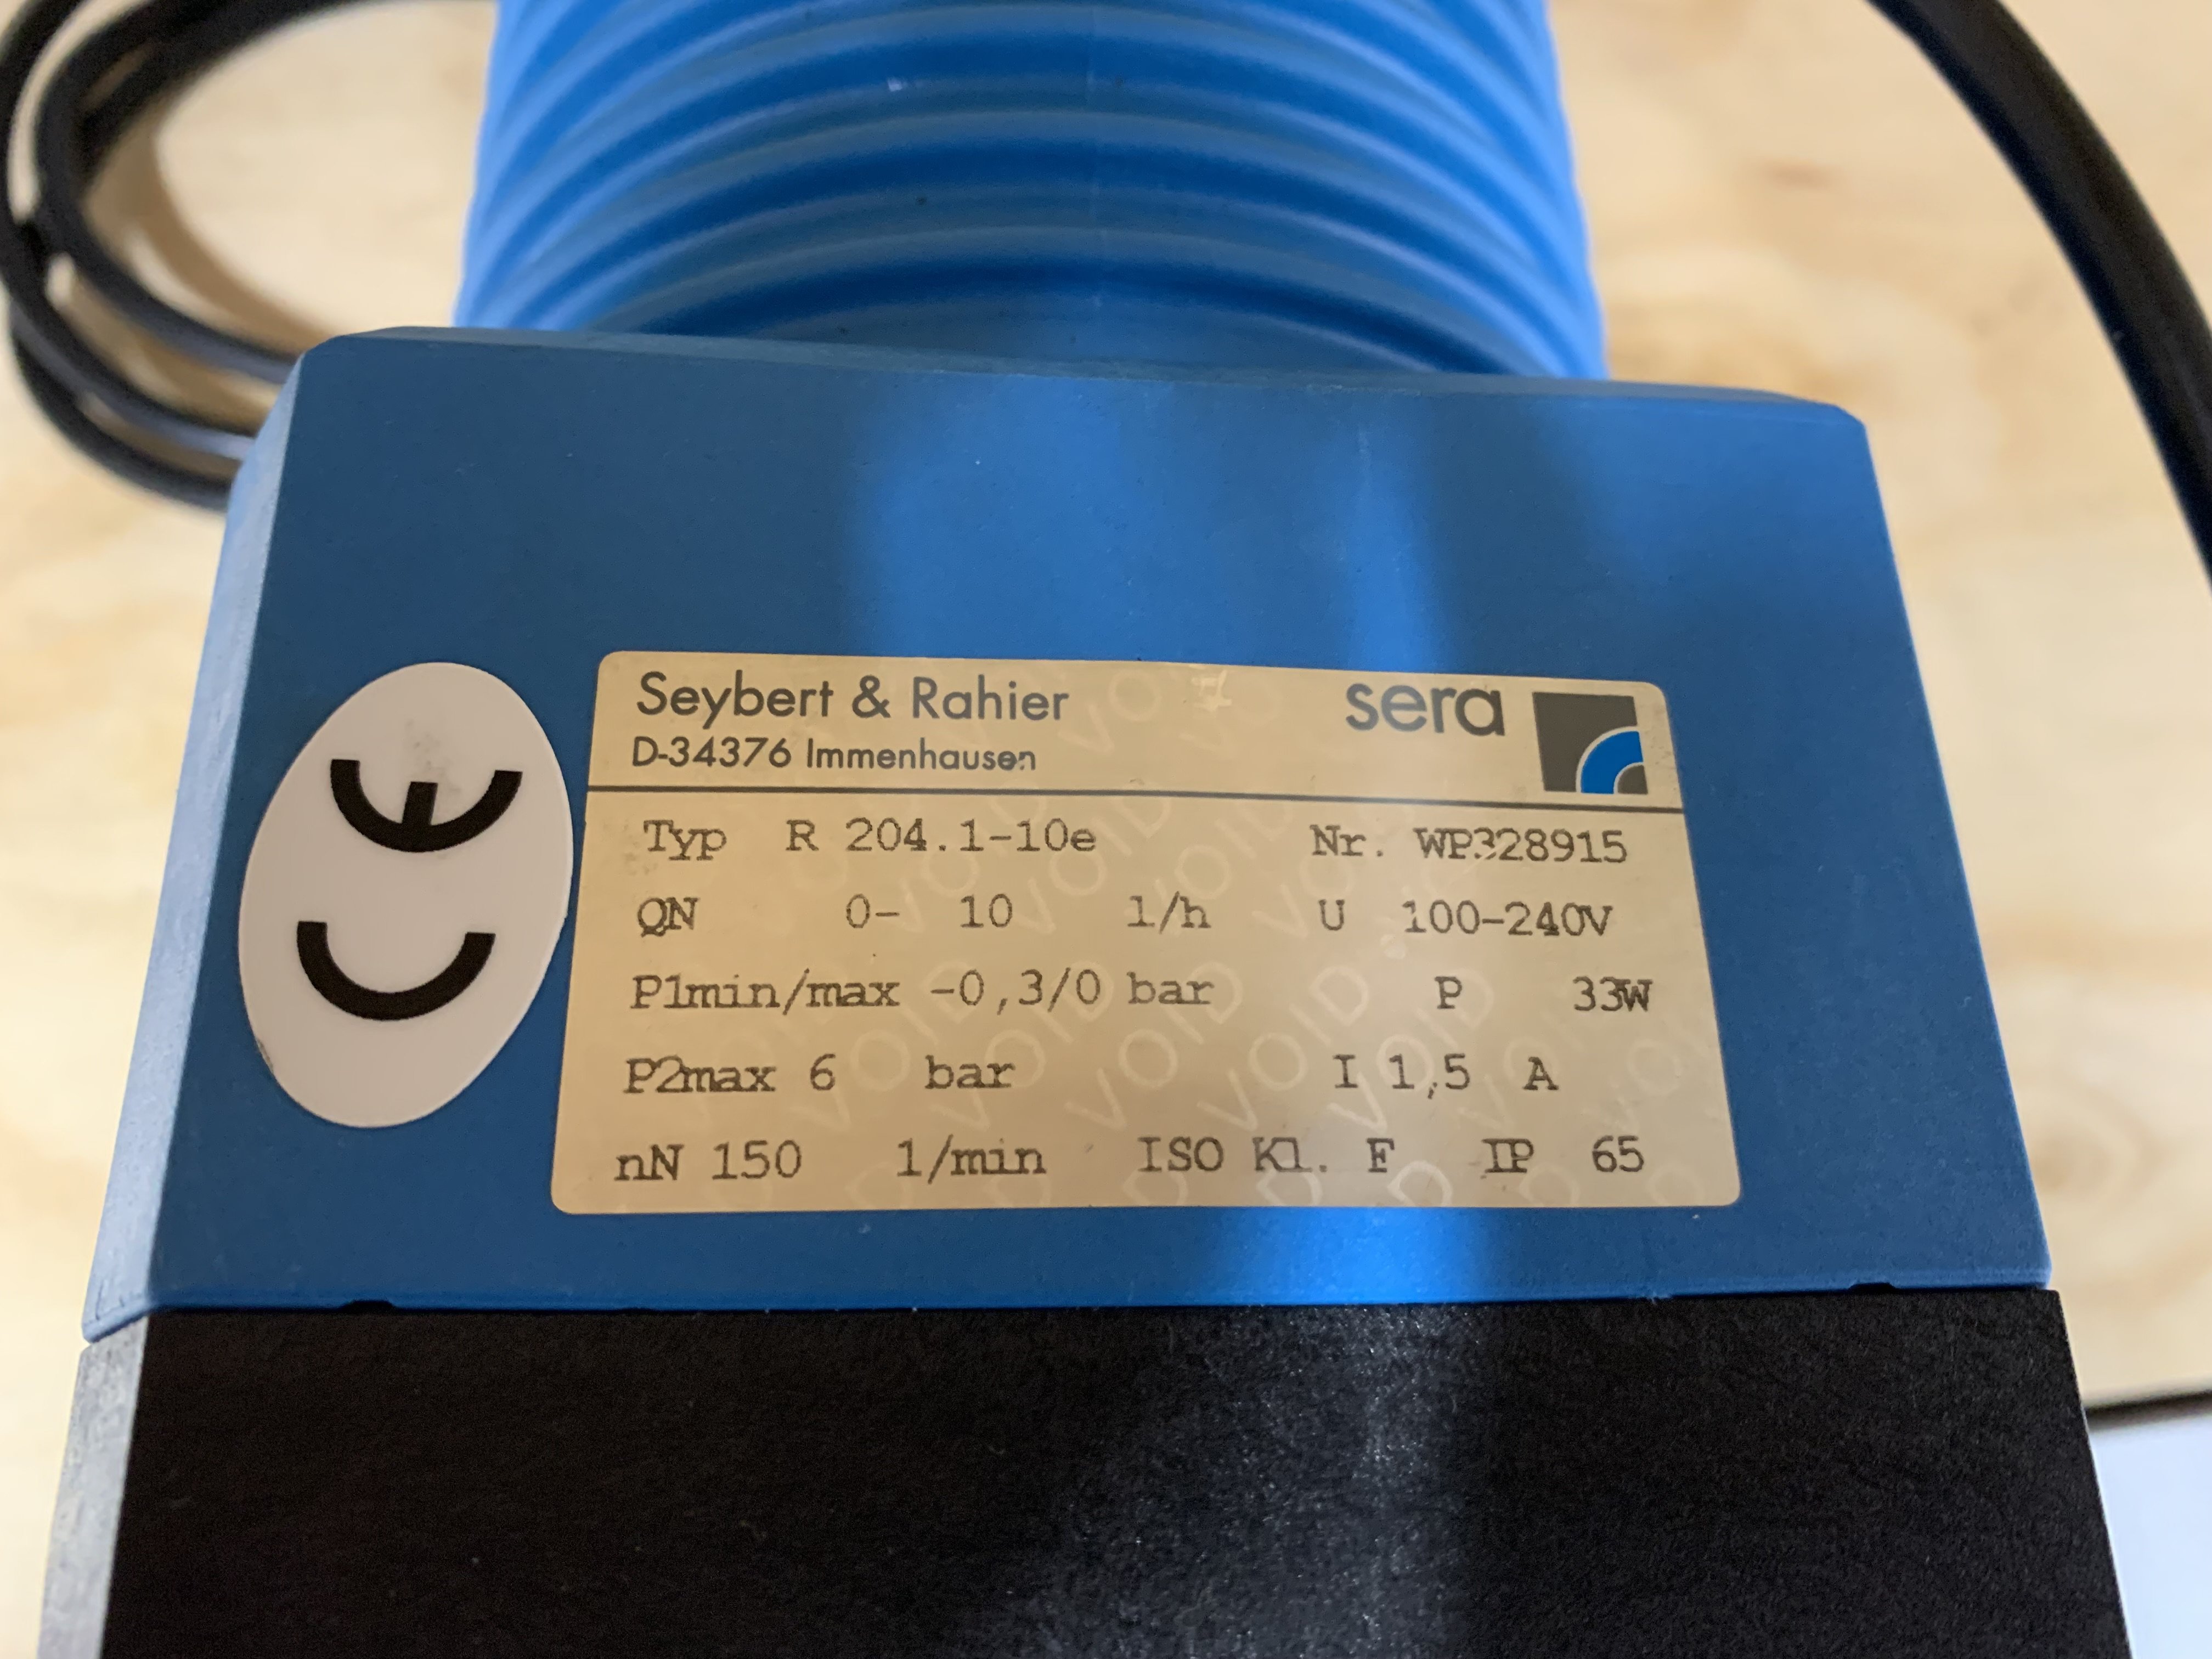 Seybert & Rahier sera
D-34376 Immenhausen
Typ R 204.1-10e Nr. WP328915
QN 0- 10 l/h U 100-240V
P1min/max -0,3/0 bar P 33W
P2max 6 bar I 1,5 A
nN 150 1/min ISO Kl. F IP 65
CE